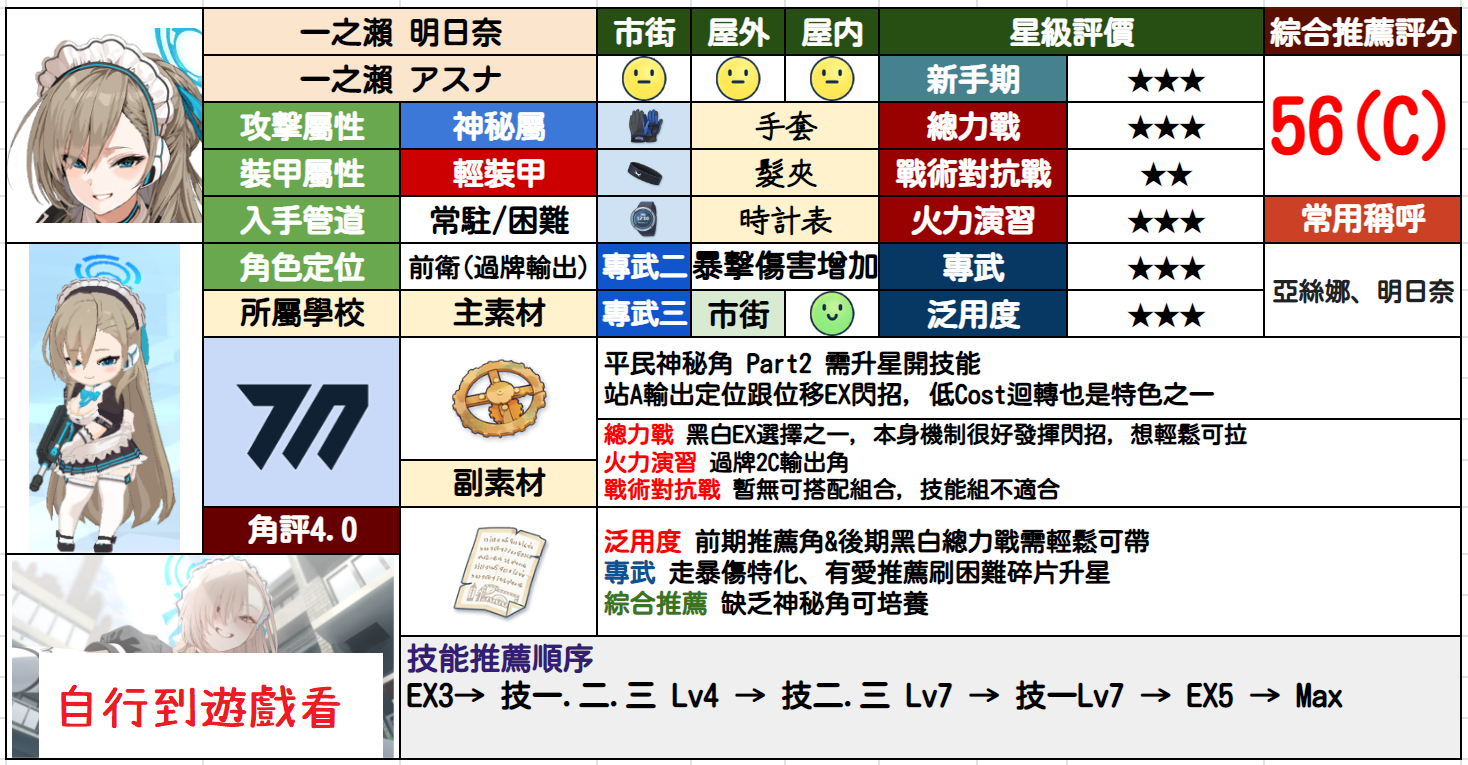 一之瀨 明日奈 市街 屋外 屋內 星級評價 綜合推薦評分
一之瀨 アスナ 新手期 ★★★ 56(C)
攻擊屬性 神秘屬 手套 總力戰 ★★★
裝甲屬性 輕裝甲 髮夾 戰術對抗戰 ★★
入手管道 常駐/困難 時計表 火力演習 ★★★ 常用稱呼
角色定位 前衛(過牌輸出) 專武二 暴撃傷害增加 專武 ★★★ 亞絲娜、明日奈
所屬學校 主素材 專武三 市街 泛用度 ★★★
平民神秘角 Part2 需升星開技能
站A輸出定位跟位移EX閃招, 低Cost迴轉也是特色之一
總力戰 黑白EX選擇之一, 本身機制很好發揮閃招, 想輕鬆可拉
火力演習 過牌2C輸出角
戰術對抗戰 暫無可搭配組合, 技能組不適合
副素材
角評4.0
泛用度 前期推薦角&後期黑白總力戰需輕鬆可帶
專武 走暴傷特化、有愛推薦刷困難碎片升星
綜合推薦 缺乏神秘角可培養
自行到遊戲看
技能推薦順序
EX3→ 技一.二.三 Lv4 → 技二.三 Lv7 → 技一Lv7 → EX5 → Max